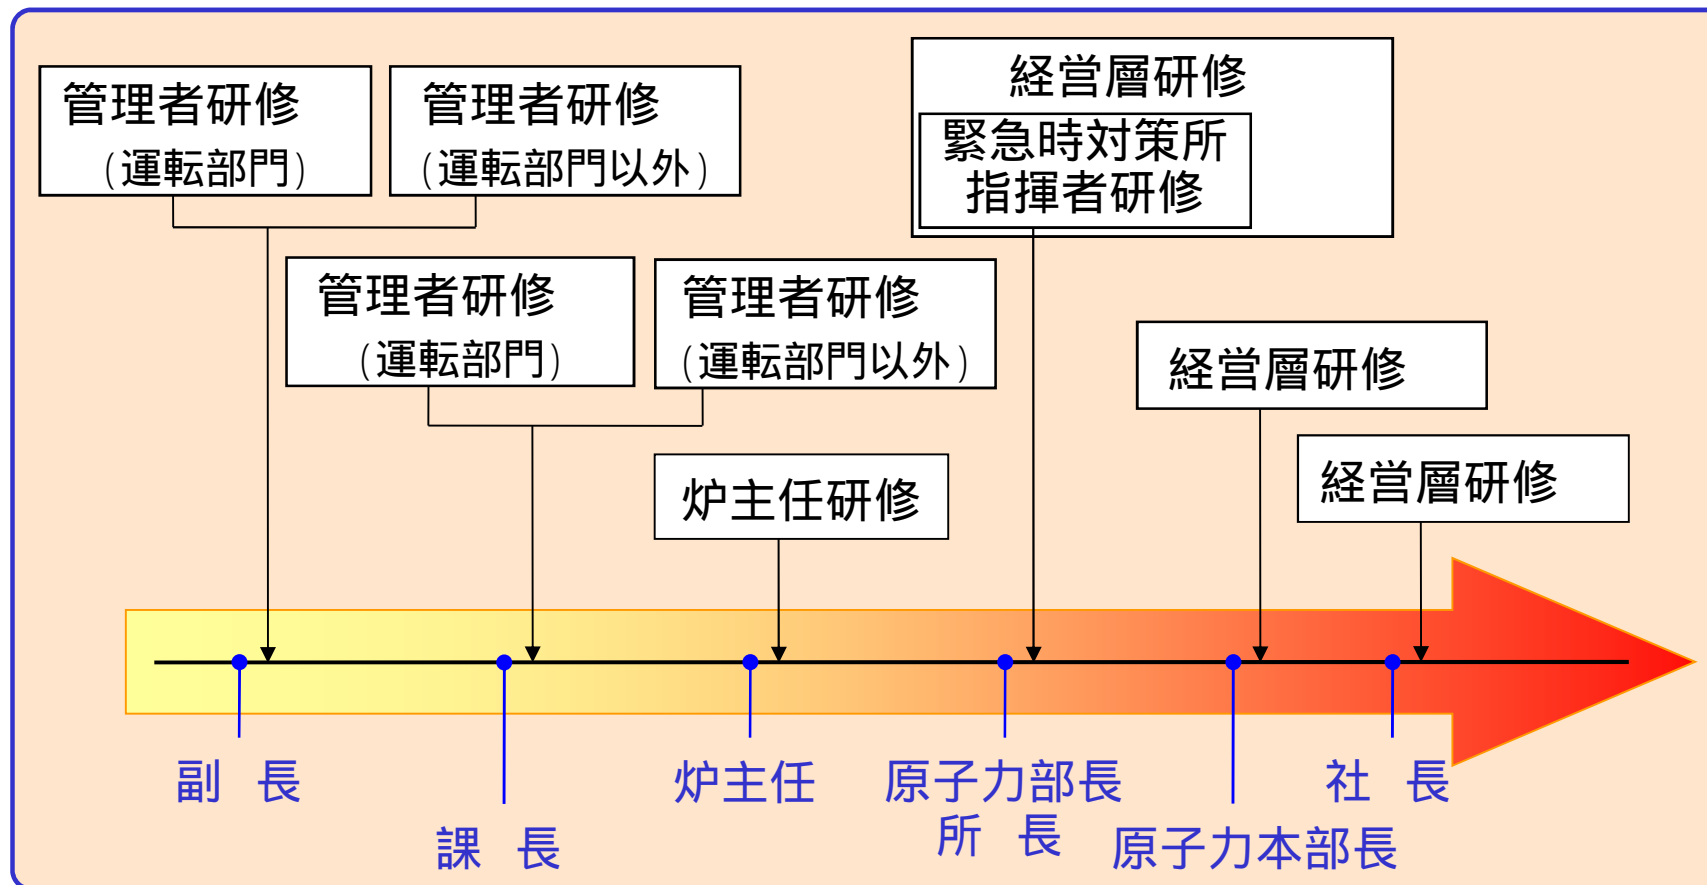 管理者研修
（運転部門）
管理者研修
（運転部門以外）
経営層研修
緊急時対策所
指揮者研修
管理者研修
（運転部門）
管理者研修
（運転部門以外）
経営層研修
炉主任研修
経営層研修
副　長
課　長
炉主任
原子力部長
所　長
原子力本部長
社　長